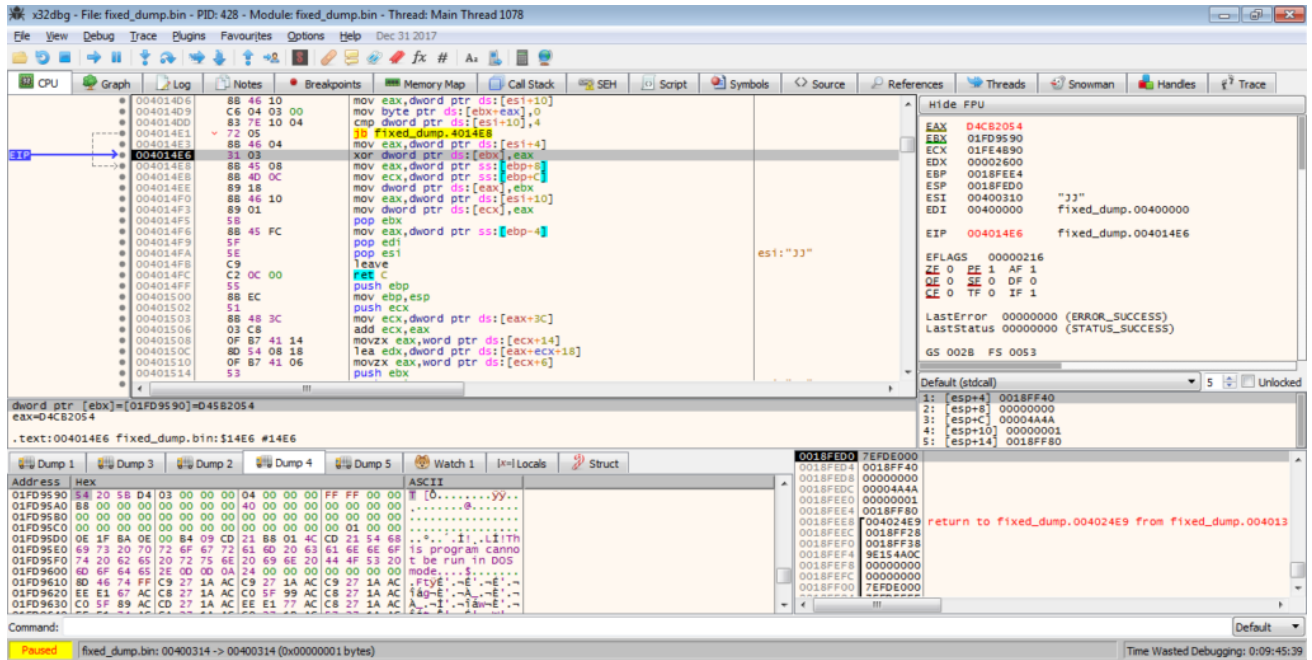 x32dbg - File: fixed_dump.bin - PID: 428 - Module: fixed_dump.bin - Thread: Main Thread 1078
File View Debug Trace Plugins Favourites Options Help Dec 31 2017
CPU Graph Log Notes Breakpoints Memory Map Call Stack SEH Script Symbols Source References Threads Snowman Handles Trace
004014D6 8B 46 10 mov eax,dword ptr ds:[esi+10]
004014D9 C6 04 03 00 mov byte ptr ds:[ebx+eax],0
004014DD 83 7E 10 04 cmp dword ptr ds:[esi+10],4
004014E1 72 05 jb fixed_dump.4014E8
004014E3 8B 46 04 mov eax,dword ptr ds:[esi+4]
EIP 004014E6 31 03 xor dword ptr ds:[ebx],eax
004014E8 8B 45 08 mov eax,dword ptr ss:[ebp+8]
004014EB 8B 4D 0C mov ecx,dword ptr ss:[ebp+C]
004014EE 89 18 mov dword ptr ds:[eax],ebx
004014F0 8B 46 10 mov eax,dword ptr ds:[esi+10]
004014F3 89 01 mov dword ptr ds:[ecx],eax
004014F5 5B pop ebx
004014F6 8B 45 FC mov eax,dword ptr ss:[ebp-4]
004014F9 5F pop edi
004014FA 5E pop esi esi:"JJ"
004014FB C9 leave
004014FC C2 0C 00 ret C
004014FF 55 push ebp
00401500 8B EC mov ebp,esp
00401502 51 push ecx
00401503 8B 48 3C mov ecx,dword ptr ds:[eax+3C]
00401506 03 C8 add ecx,eax
00401508 0F B7 41 14 movzx eax,word ptr ds:[ecx+14]
0040150C 8D 54 08 18 lea edx,dword ptr ds:[eax+ecx+18]
00401510 0F B7 41 06 movzx eax,word ptr ds:[ecx+6]
00401514 53 push ebx
dword ptr [ebx]=[01FD9590]=D45B2054
eax=D4CB2054
.text:004014E6 fixed_dump.bin:$14E6 #14E6
Hide FPU
EAX D4CB2054
EBX 01FD9590
ECX 01FE4B90
EDX 00002600
EBP 0018FEE4
ESP 0018FED0
ESI 00400310 "JJ"
EDI 00400000 fixed_dump.00400000
EIP 004014E6 fixed_dump.004014E6
EFLAGS 00000216
ZF 0 PF 1 AF 1
OF 0 SF 0 DF 0
CF 0 TF 0 IF 1
LastError 00000000 (ERROR_SUCCESS)
LastStatus 00000000 (STATUS_SUCCESS)
GS 002B FS 0053
Default (stdcall) 5 Unlocked
1: [esp+4] 0018FF40
2: [esp+8] 00000000
3: [esp+C] 00004A4A
4: [esp+10] 00000001
5: [esp+14] 0018FF80
Dump 1 Dump 3 Dump 2 Dump 4 Dump 5 Watch 1 Locals Struct
Address Hex ASCII
01FD9590 54 20 5B D4 03 00 00 00 04 00 00 00 FF FF 00 00 T [Ô........ÿÿ..
01FD95A0 B8 00 00 00 00 00 00 00 40 00 00 00 00 00 00 00 ¸.......@.......
01FD95B0 00 00 00 00 00 00 00 00 00 00 00 00 00 00 00 00 ................
01FD95C0 00 00 00 00 00 00 00 00 00 00 00 00 00 01 00 00 ................
01FD95D0 0E 1F BA 0E 00 B4 09 CD 21 B8 01 4C CD 21 54 68 ..º..´.Í!¸.LÍ!Th
01FD95E0 69 73 20 70 72 6F 67 72 61 6D 20 63 61 6E 6E 6F is program canno
01FD95F0 74 20 62 65 20 72 75 6E 20 69 6E 20 44 4F 53 20 t be run in DOS
01FD9600 6D 6F 64 65 2E 0D 0D 0A 24 00 00 00 00 00 00 00 mode....$.......
01FD9610 8D 46 74 FF C9 27 1A AC C9 27 1A AC C9 27 1A AC .FtÿÉ'.¬É'.¬É'.¬
01FD9620 EE E1 67 AC C8 27 1A AC C0 5F 99 AC C8 27 1A AC îág¬È'.¬À_.¬È'.¬
01FD9630 C0 5F 89 AC CD 27 1A AC EE E1 77 AC C8 27 1A AC À_.¬Í'.¬îáw¬È'.¬
0018FED0 7EFDE000
0018FED4 0018FF40
0018FED8 00000000
0018FEDC 00004A4A
0018FEE0 00000001
0018FEE4 0018FF80
0018FEE8 004024E9 return to fixed_dump.004024E9 from fixed_dump.004013
0018FEEC 0018FF28
0018FEF0 0018FF38
0018FEF4 9E154A0C
0018FEF8 00000000
0018FEFC 00000000
0018FF00 7EFDE000
Command: Default
Paused fixed_dump.bin: 00400314 -> 00400314 (0x00000001 bytes) Time Wasted Debugging: 0:09:45:39